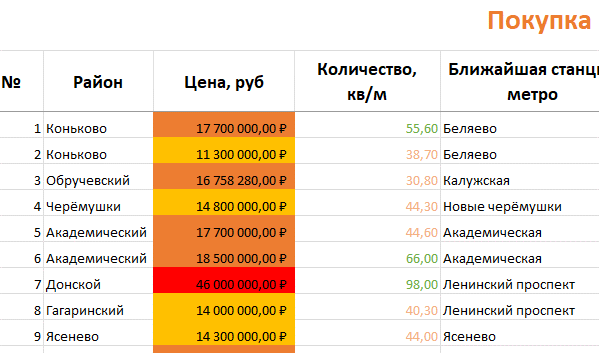 Покупка
№ Район Цена, руб Количество, кв/м Ближайшая станци метро
1 Коньково 17 700 000,00 ₽ 55,60 Беляево
2 Коньково 11 300 000,00 ₽ 38,70 Беляево
3 Обручевский 16 758 280,00 ₽ 30,80 Калужская
4 Черёмушки 14 800 000,00 ₽ 44,30 Новые черёмушки
5 Академический 17 700 000,00 ₽ 44,60 Академическая
6 Академический 18 500 000,00 ₽ 66,00 Академическая
7 Донской 46 000 000,00 ₽ 98,00 Ленинский проспект
8 Гагаринский 14 000 000,00 ₽ 40,30 Ленинский проспект
9 Ясенево 14 300 000,00 ₽ 44,00 Ясенево